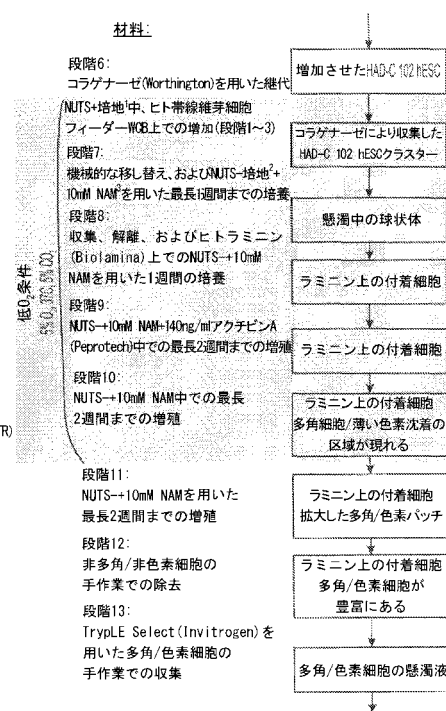 材料:
段階6:
コラゲナーゼ(Worthington)を用いた継代
NUTS+培地¹中、ヒト帯線維芽細胞
フィーダーWCB上での増加(段階1~3)
段階7:
機械的な移し替え、およびNUTS-培地²+
10mM NAM³を用いた最長1週間までの培養
段階8:
収集、解離、およびヒトラミニン
(Biolamina)上でのNUTS-+10mM
NAMを用いた1週間の培養
段階9:
NUTS-+10mM NAM+140ng/mlアクチビンA
(Peprotech)中での最長2週間までの増殖
段階10:
NUTS-+10mM NAM中での最長
2週間までの増殖
段階11:
NUTS-+10mM NAMを用いた
最長2週間までの増殖
段階12:
非多角/非色素細胞の
手作業での除去
段階13:
TrypLE Select(Invitrogen)を
用いた多角/色素細胞の
手作業での収集
低O₂条件
5% O₂, 37℃, 5% CO₂
R)
増加させたHAD-C 102 hESC
コラゲナーゼにより収集した
HAD-C 102 hESCクラスター
懸濁中の球状体
ラミニン上の付着細胞
ラミニン上の付着細胞
ラミニン上の付着細胞
多角細胞/薄い色素沈着の
区域が現れる
ラミニン上の付着細胞
拡大した多角/色素パッチ
ラミニン上の付着細胞
多角/色素細胞が
豊富にある
多角/色素細胞の懸濁液